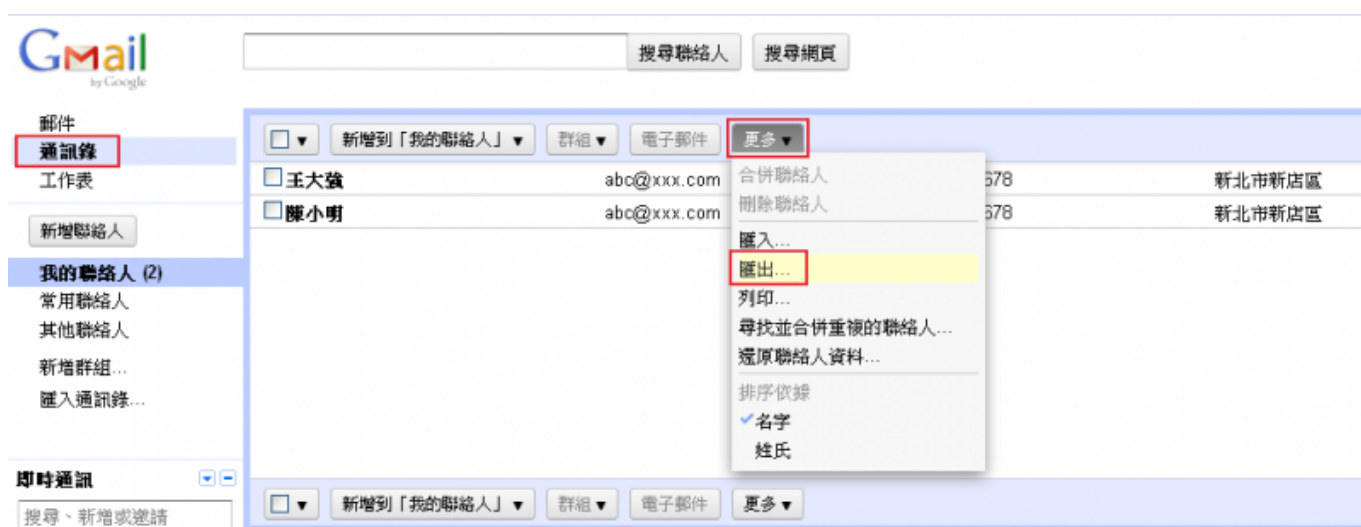 Gmail
by Google
搜尋聯絡人 搜尋網頁
郵件
通訊錄
工作表
新增聯絡人
我的聯絡人 (2)
常用聯絡人
其他聯絡人
新增群組...
匯入通訊錄...
即時通訊
搜尋、新增或邀請
新增到「我的聯絡人」 群組 電子郵件 更多
王大強 abc@xxx.com 678 新北市新店區
陳小明 abc@xxx.com 678 新北市新店區
合併聯絡人
刪除聯絡人
匯入...
匯出...
列印...
尋找並合併重複的聯絡人...
還原聯絡人資料...
排序依據
名字
姓氏
新增到「我的聯絡人」 群組 電子郵件 更多